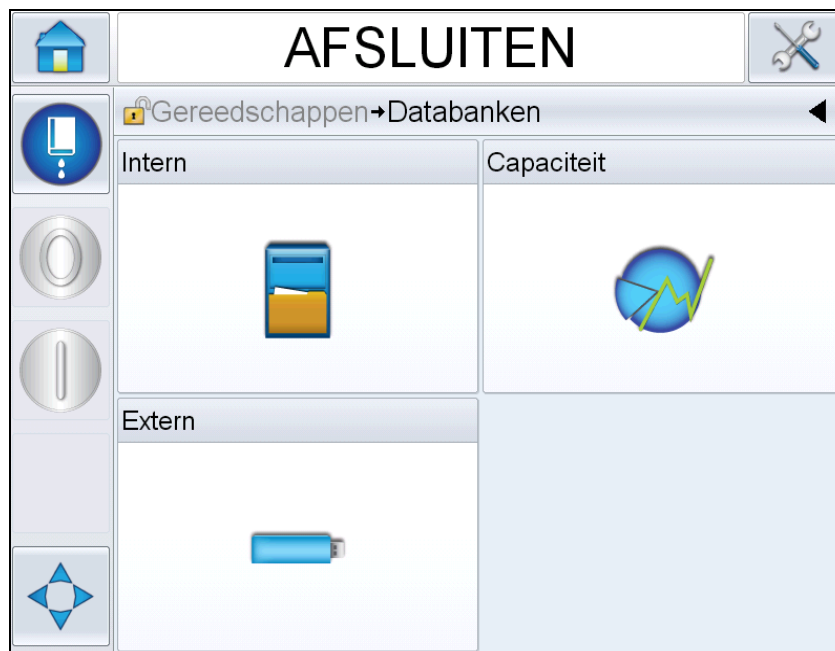 AFSLUITEN
Gereedschappen→Databanken
Intern
Capaciteit
Extern